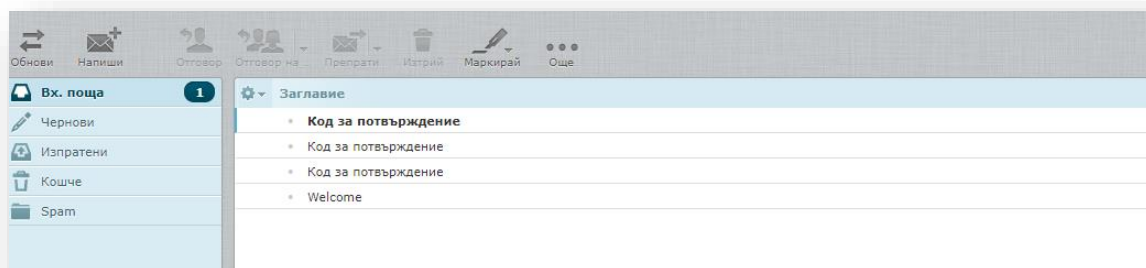 Обнови Напиши Отговор Отговор на ... Препрати Изтрий Маркирай Още
Вх. поща 1
Чернови
Изпратени
Кошче
Spam
Заглавие
Код за потвърждение
Код за потвърждение
Код за потвърждение
Welcome